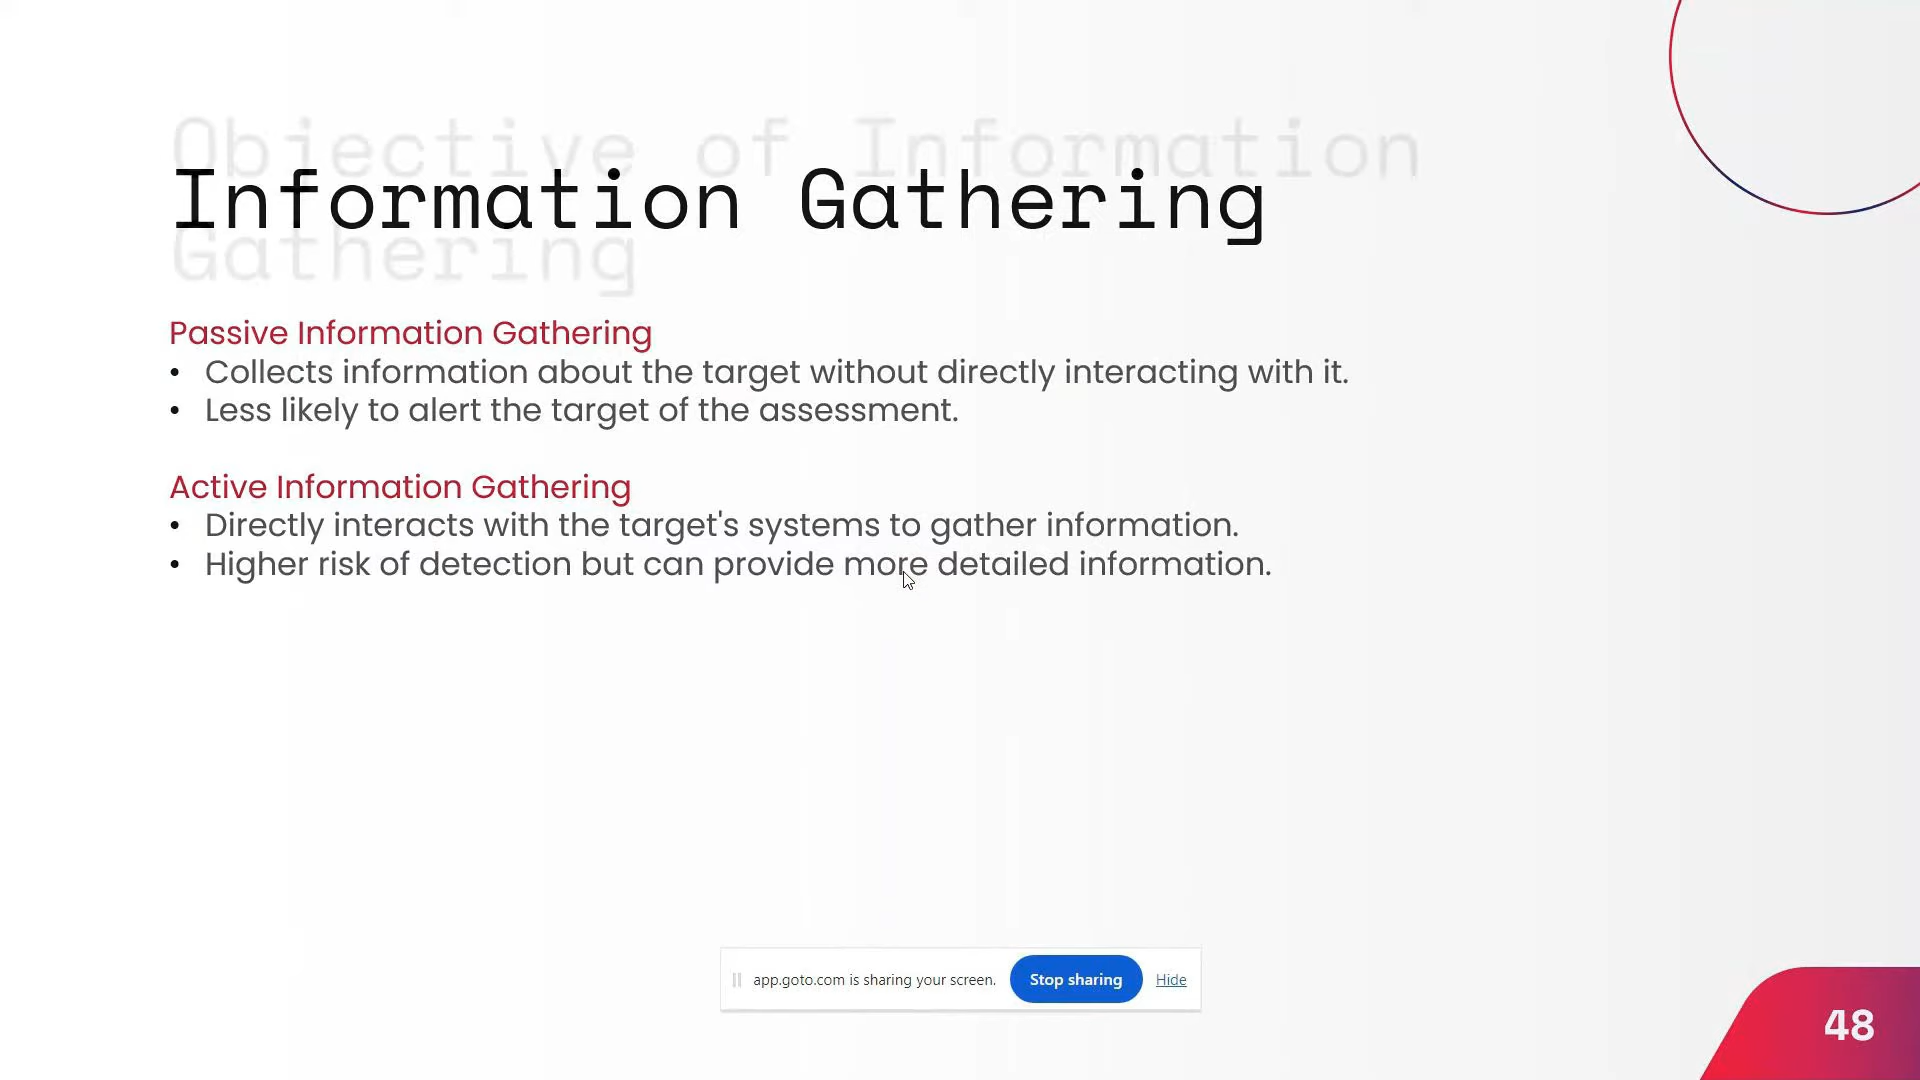 Objective of Information
Information Gathering
Gathering
Passive Information Gathering
• Collects information about the target without directly interacting with it.
• Less likely to alert the target of the assessment.
Active Information Gathering
• Directly interacts with the target's systems to gather information.
• Higher risk of detection but can provide more detailed information.
app.goto.com is sharing your screen. Stop sharing Hide
48